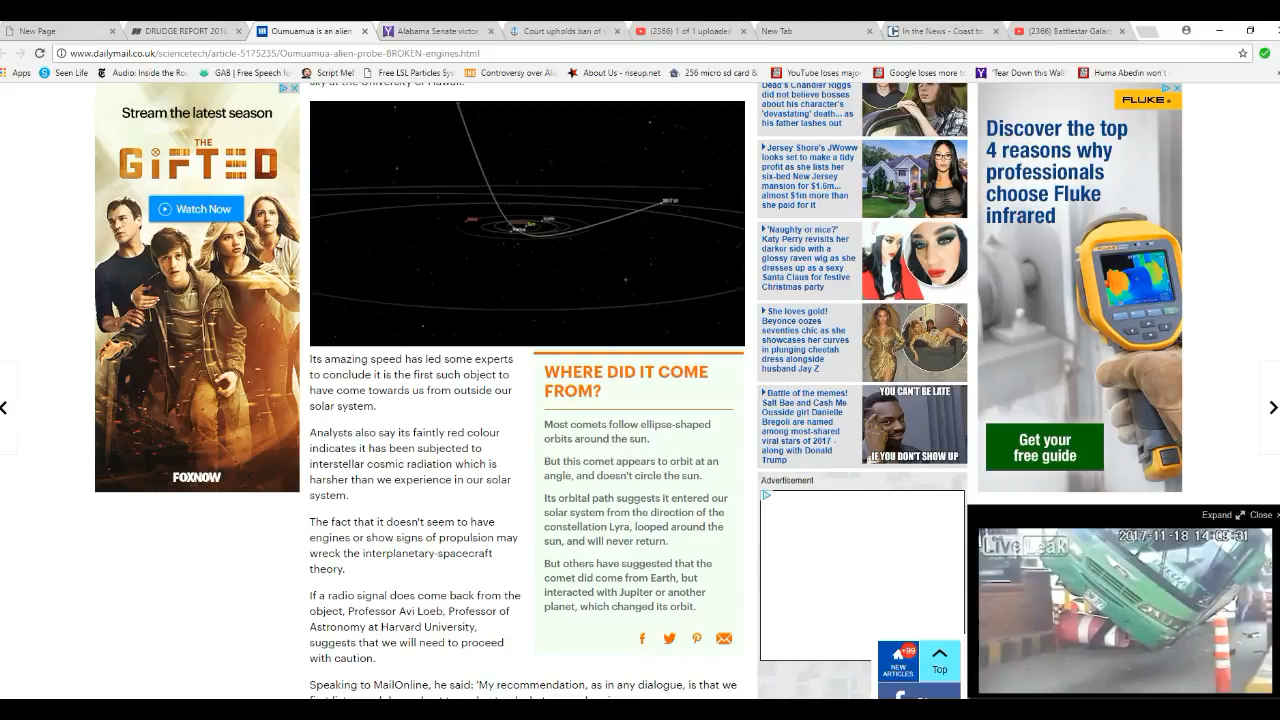 New Page
DRUDGE REPORT 2018
Oumuamua is an alien
Alabama Senate victor
Court upholds ban of
(2366) 1 of 1 uploaded
New Tab
In the News - Coast to
(2366) Battlestar Galact
www.dailymail.co.uk/sciencetech/article-5175235/Oumuamua-alien-probe-BROKEN-engines.html
Apps
Seen Life
Audio: Inside the Ro
GAB | Free Speech fo
Script Mel!
Free LSL Particles Sys
Controversy over Al
About Us - riseup.net
256 micro sd card &
YouTube loses majo
Google loses more
'Tear Down this Wal
Huma Abedin won't
Stream the latest season
THE
GIFTED
Watch Now
FOXNOW
sky at the University of Hawaii.
Venus
Sun
Its amazing speed has led some experts
to conclude it is the first such object to
have come towards us from outside our
solar system.
Analysts also say its faintly red colour
indicates it has been subjected to
interstellar cosmic radiation which is
harsher than we experience in our solar
system.
The fact that it doesn't seem to have
engines or show signs of propulsion may
wreck the interplanetary-spacecraft
theory.
If a radio signal does come back from the
object, Professor Avi Loeb, Professor of
Astronomy at Harvard University,
suggests that we will need to proceed
with caution.
Speaking to MailOnline, he said: 'My recommendation, as in any dialogue, is that we
WHERE DID IT COME
FROM?
Most comets follow ellipse-shaped
orbits around the sun.
But this comet appears to orbit at an
angle, and doesn't circle the sun.
Its orbital path suggests it entered our
solar system from the direction of the
constellation Lyra, looped around the
sun, and will never return.
But others have suggested that the
comet did come from Earth, but
interacted with Jupiter or another
planet, which changed its orbit.
Dead's Chandler Riggs
did not believe bosses
about his character's
'devastating' death... as
his father lashes out
Jersey Shore's JWoww
looks set to make a tidy
profit as she lists her
six-bed New Jersey
mansion for $1.6m...
almost $1m more than
she paid for it
'Naughty or nice?'
Katy Perry revisits her
darker side with a
glossy raven wig as she
dresses up as a sexy
Santa Claus for festive
Christmas party
She loves gold!
Beyonce oozes
seventies chic as she
showcases her curves
in plunging cheetah
dress alongside
husband Jay Z
Battle of the memes!
Salt Bae and Cash Me
Ousside girl Danielle
Bregoli are named
among most-shared
viral stars of 2017 -
along with Donald
Trump
YOU CAN'T BE LATE
IF YOU DON'T SHOW UP
Advertisement
+99
NEW
ARTICLES
Top
FLUKE
Discover the top
4 reasons why
professionals
choose Fluke
infrared
Get your
free guide
Expand
Close
LiveLeak
2017-11-18 14:09:31